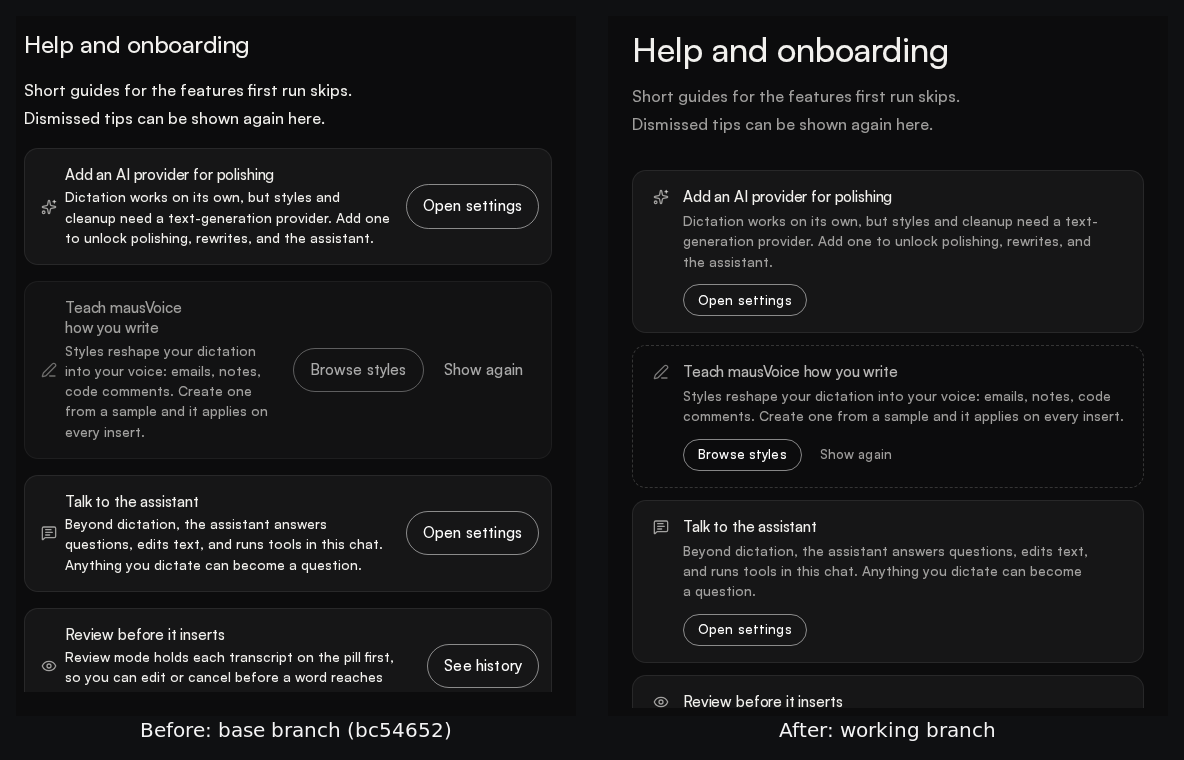 Help and onboarding
Short guides for the features first run skips.
Dismissed tips can be shown again here.
Add an AI provider for polishing
Dictation works on its own, but styles and
cleanup need a text-generation provider. Add one
to unlock polishing, rewrites, and the assistant.
Open settings
Teach mausVoice
how you write
Styles reshape your dictation
into your voice: emails, notes,
code comments. Create one
from a sample and it applies on
every insert.
Browse styles
Show again
Talk to the assistant
Beyond dictation, the assistant answers
questions, edits text, and runs tools in this chat.
Anything you dictate can become a question.
Open settings
Review before it inserts
Review mode holds each transcript on the pill first,
so you can edit or cancel before a word reaches
See history
Before: base branch (bc54652)
Help and onboarding
Short guides for the features first run skips.
Dismissed tips can be shown again here.
Add an AI provider for polishing
Dictation works on its own, but styles and cleanup need a text-
generation provider. Add one to unlock polishing, rewrites, and
the assistant.
Open settings
Teach mausVoice how you write
Styles reshape your dictation into your voice: emails, notes, code
comments. Create one from a sample and it applies on every insert.
Browse styles
Show again
Talk to the assistant
Beyond dictation, the assistant answers questions, edits text,
and runs tools in this chat. Anything you dictate can become
a question.
Open settings
Review before it inserts
After: working branch